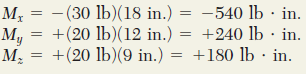 Mx = −(30 lb)(18 in.) = −540 lb · in.
My = +(20 lb)(12 in.) = +240 lb · in.
Mz = +(20 lb)(9 in.) = +180 lb · in.